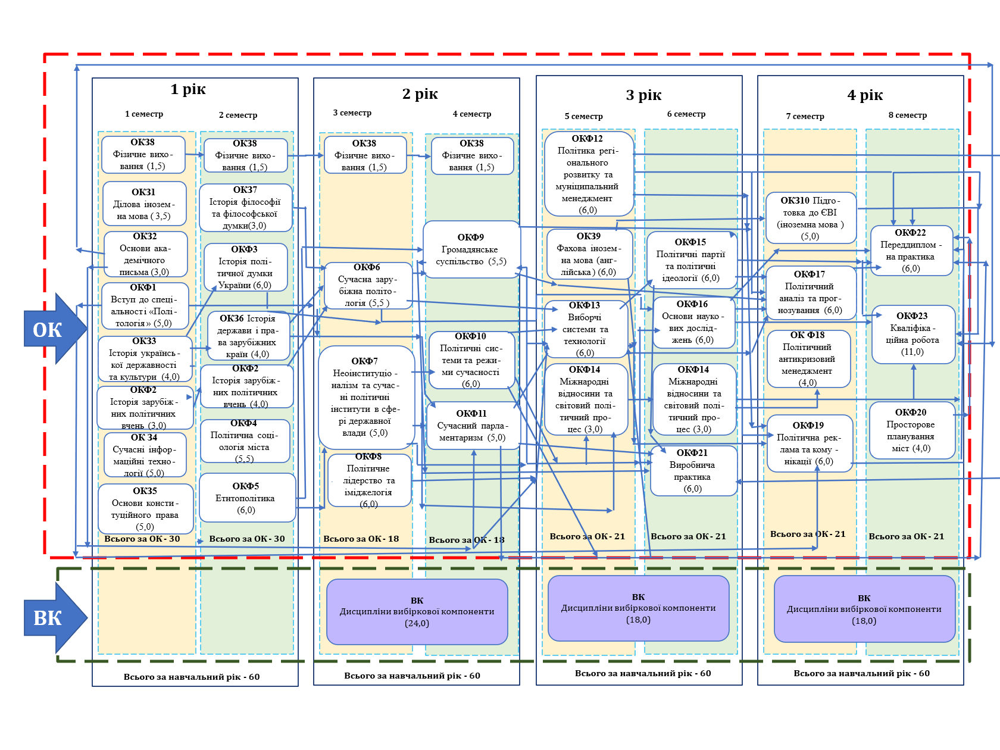 1 рік
1 семестр
2 семестр
ОКЗ8
Фізичне вихо-
вання (1,5)
ОКЗ1
Ділова інозем-
на мова ( 3,5)
ОКЗ2
Основи ака-
демічного
письма (3,0)
ОКФ1
Вступ до спеці-
альності «Полі-
тологія» (5,0)
ОКЗ3
Історія українсь-
кої державності
та культури (4,0)
ОКФ2
Історія зарубіж-
них політичних
вчень (3,0)
ОК З4
Сучасні інфор-
маційні техно-
логії (5,0)
ОКЗ5
Основи консти-
туційного права
(5,0)
Всього за ОК - 30
ОКЗ8
Фізичне вихо-
вання (1,5)
ОКЗ7
Історія філософії
та філософської
думки(3,0)
ОКФ3
Історія полі-
тичної думки
України (6,0)
ОКЗ6 Історія
держави і пра-
ва зарубіжних
країн (4,0)
ОКФ2
Історія зарубіж-
них політичних
вчень (4,0)
ОКФ4
Політична соці-
ологія міста
(5,5)
ОКФ5
Етнтополітика
(6,0)
Всього за ОК - 30
2 рік
3 семестр
4 семестр
ОКЗ8
Фізичне вихо-
вання (1,5)
ОКФ6
Сучасна зару-
біжна політо-
логія (5,5 )
ОКФ7
Неоінституціо-
налізм та сучас-
ні політичні
інститути в сфе-
рі державної
влади (5,0)
ОКФ8
Політичне
лідерство та
іміджелогія
(6,0)
Всього за ОК - 18
ОКЗ8
Фізичне вихо-
вання (1,5)
ОКФ9
Громадянське
суспільство (5,5)
ОКФ10
Політичні сис-
теми та режи-
ми сучасності
(6,0)
ОКФ11
Сучасний парла-
ментаризм (5,0)
Всього за ОК - 18
3 рік
5 семестр
6 семестр
ОКФ12
Політика регі-
онального
розвитку та
муніципальний
менеджмент
(6,0)
ОКЗ9
Фахова інозем-
на мова (анг-
лійська) (6,0)
ОКФ13
Виборчі
системи та
технології
(6,0)
ОКФ14
Міжнародні
відносини та
світовий полі-
тичний про-
цес (3,0)
Всього за ОК - 21
ОКФ15
Політичні партії
та політичні
ідеології (6,0)
ОКФ16
Основи науко-
вих дослід-
жень (6,0)
ОКФ14
Міжнародні
відносини та
світовий полі-
тичний про-
цес (3,0)
ОКФ21
Виробнича
практика
(6,0)
Всього за ОК - 21
4 рік
7 семестр
8 семестр
ОКЗ10 Підго-
товка до ЄВІ
(іноземна мова )
(5,0)
ОКФ17
Політичний
аналіз та прог-
нозування (6,0)
ОК Ф18
Політичний
антикризовий
менеджмент
(4,0)
ОКФ19
Політична рек-
лама та кому-
нікації (6,0)
Всього за ОК - 21
ОКФ22
Переддиплом-
на практика
(6,0)
ОКФ23
Кваліфіка-
ційна робота
(11,0)
ОКФ20
Просторове
планування
міст (4,0)
Всього за ОК - 21
ОК
ВК
ВК
Дисципліни вибіркової компоненти
(24,0)
ВК
Дисципліни вибіркової компоненти
(18,0)
ВК
Дисципліни вибіркової компоненти
(18,0)
Всього за навчальний рік - 60
Всього за навчальний рік - 60
Всього за навчальний рік - 60
Всього за навчальний рік - 60